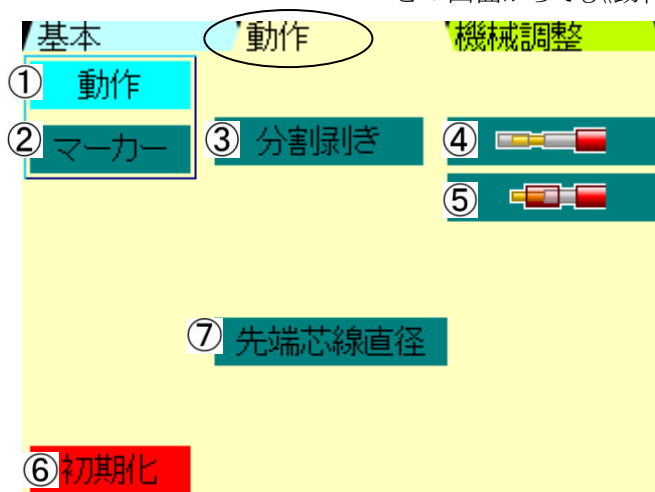 基本 動作 機械調整
① 動作
② マーカー ③ 分割剥き ④
⑤
⑦ 先端芯線直径
⑥ 初期化